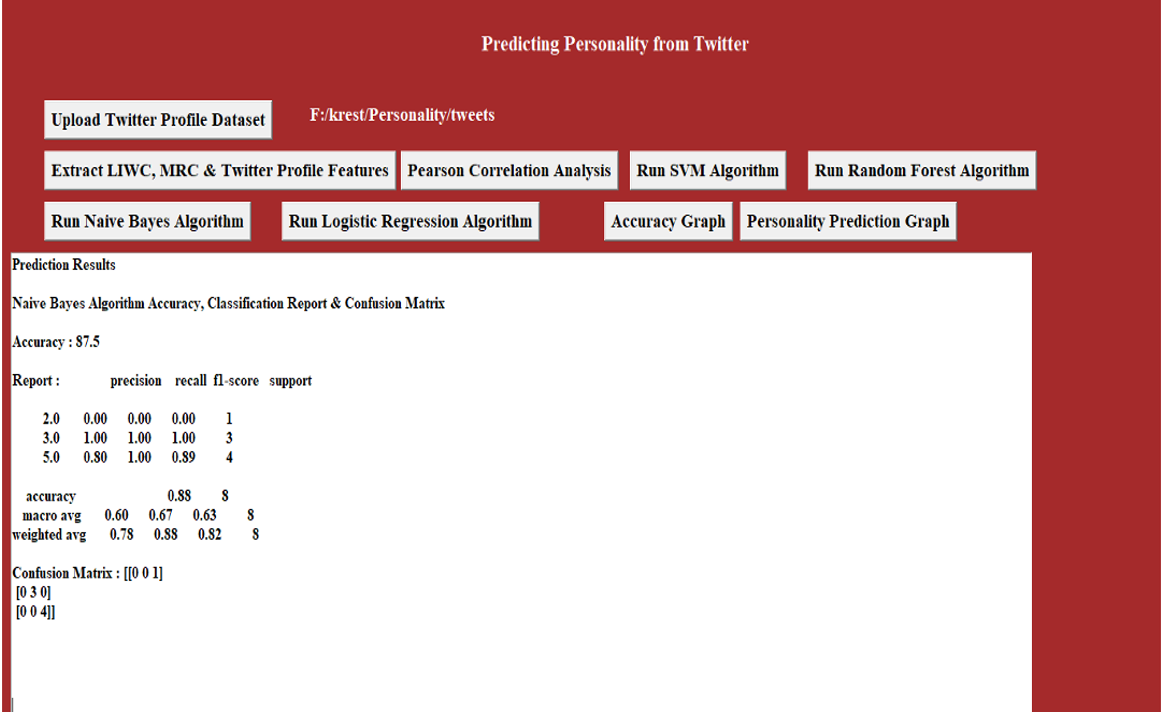 Predicting Personality from Twitter
Upload Twitter Profile Dataset F:/krest/Personality/tweets
Extract LIWC, MRC & Twitter Profile Features Pearson Correlation Analysis Run SVM Algorithm Run Random Forest Algorithm
Run Naive Bayes Algorithm Run Logistic Regression Algorithm Accuracy Graph Personality Prediction Graph
Prediction Results
Naive Bayes Algorithm Accuracy, Classification Report & Confusion Matrix
Accuracy : 87.5
Report : precision recall f1-score support
2.0 0.00 0.00 0.00 1
3.0 1.00 1.00 1.00 3
5.0 0.80 1.00 0.89 4
accuracy 0.88 8
macro avg 0.60 0.67 0.63 8
weighted avg 0.78 0.88 0.82 8
Confusion Matrix : [[0 0 1]
[0 3 0]
[0 0 4]]